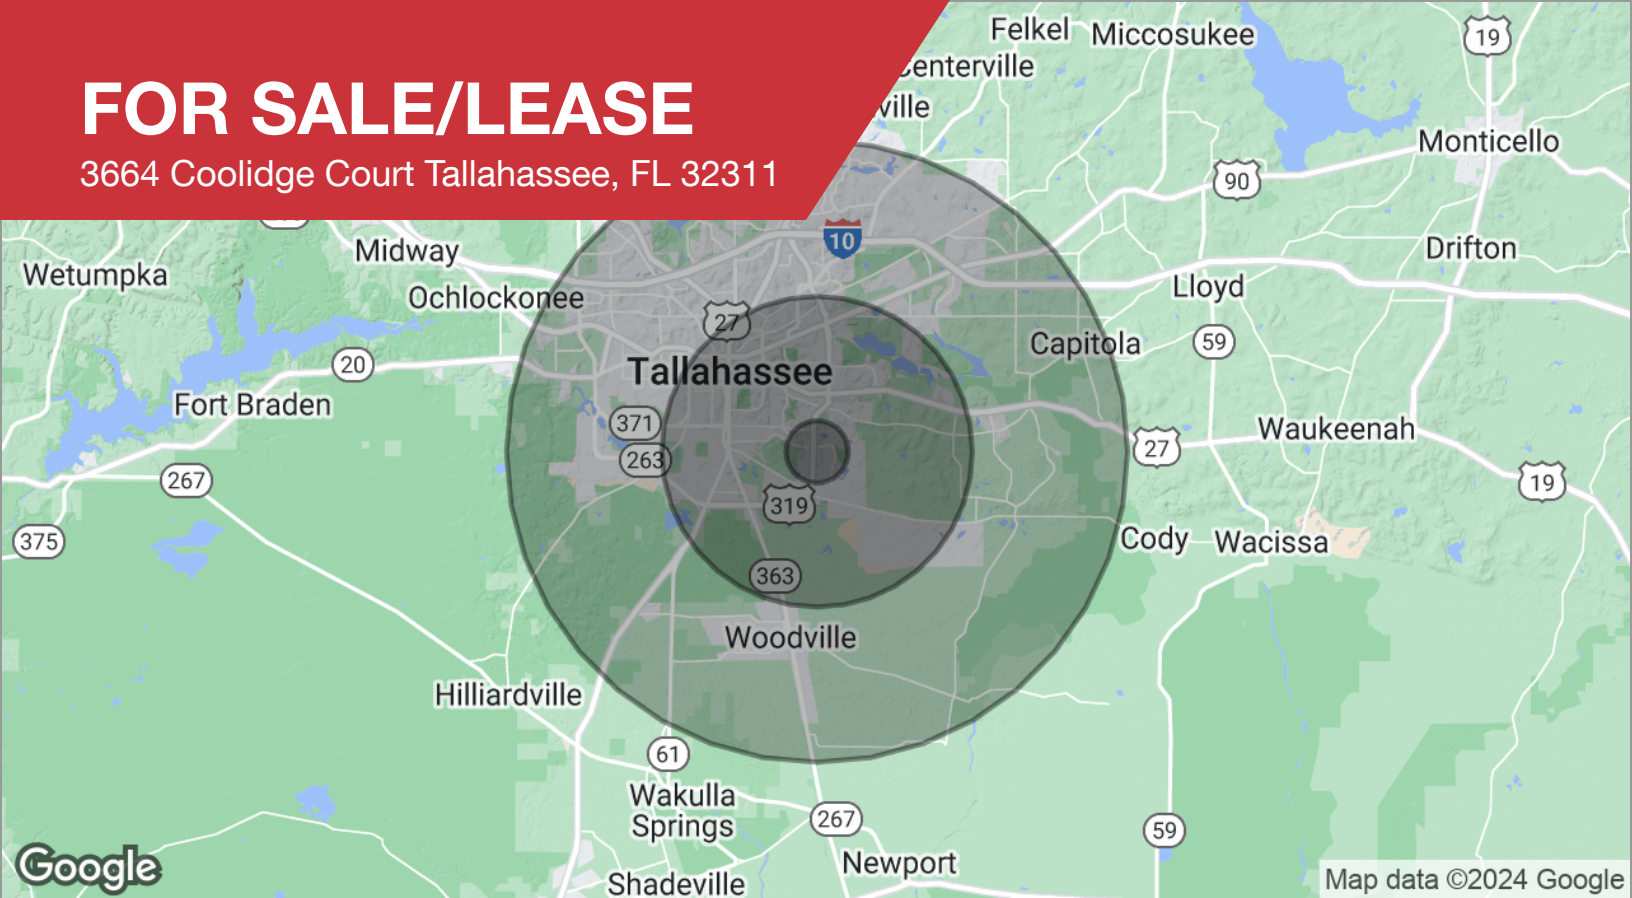 FOR SALE/LEASE
3664 Coolidge Court Tallahassee, FL 32311
Felkel
Miccosukee
19
Centerville
ville
Monticello
90
10
Midway
Drifton
Wetumpka
Ochlockonee
Lloyd
27
Capitola
59
20
Tallahassee
Fort Braden
371
Waukeenah
27
263
267
19
319
375
Cody
Wacissa
363
Woodville
Hilliardville
61
Wakulla
Springs
267
59
Newport
Google
Shadeville
Map data ©2024 Google